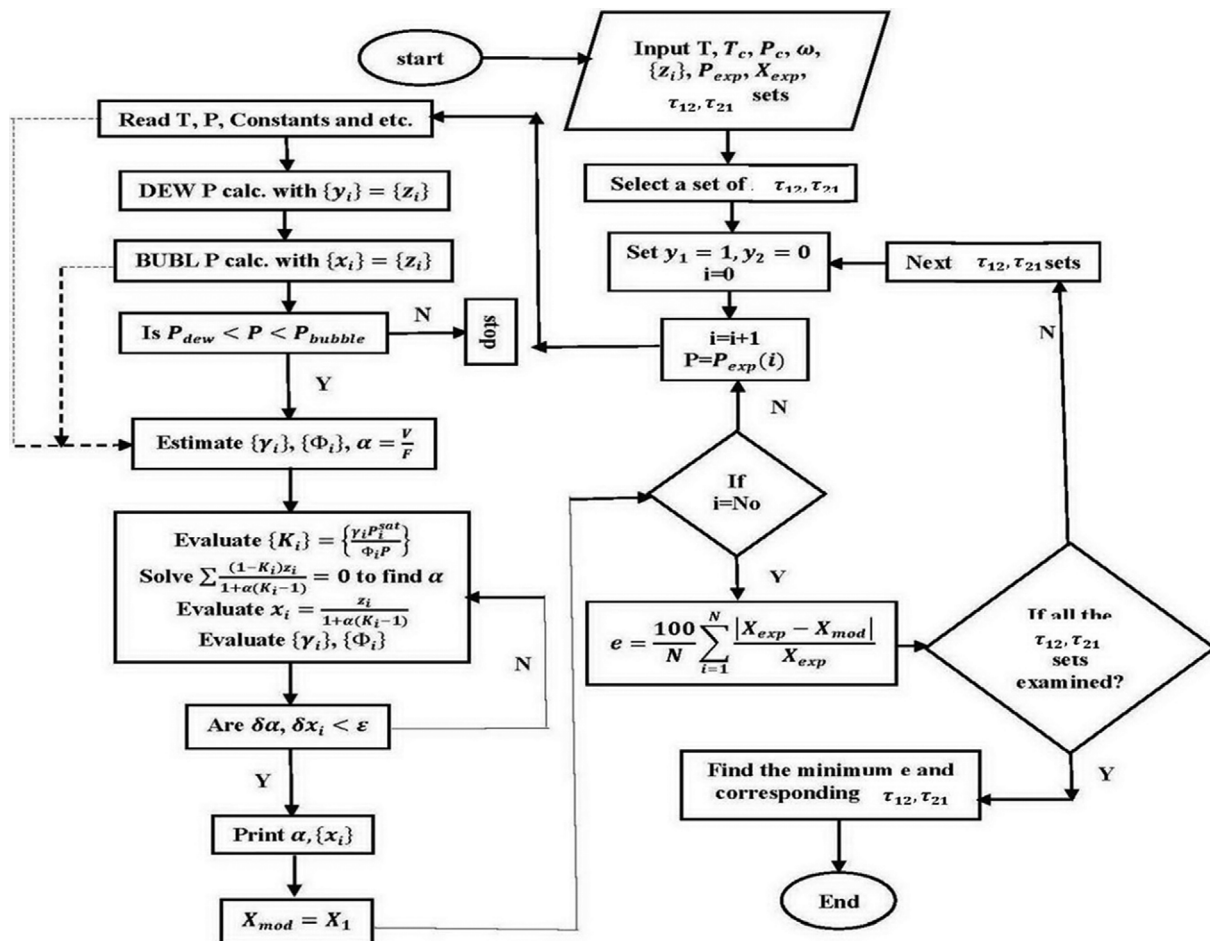 start
Input T, T_c, P_c, ω,
{z_i}, P_exp, X_exp,
τ_12, τ_21 sets
Select a set of τ_12, τ_21
Set y_1 = 1, y_2 = 0
i=0
Next τ_12, τ_21 sets
i=i+1
P=P_exp(i)
N
N
Read T, P, Constants and etc.
DEW P calc. with {y_i} = {z_i}
BUBL P calc. with {x_i} = {z_i}
Is P_dew < P < P_bubble
N
stop
Y
Estimate {γ_i}, {Φ_i}, α = V/F
Evaluate {K_i} = {γ_i P_i^sat / Φ_i P}
Solve ∑ (1-K_i)z_i / 1+α(K_i-1) = 0 to find α
Evaluate x_i = z_i / 1+α(K_i-1)
Evaluate {γ_i}, {Φ_i}
N
Are δα, δx_i < ε
Y
Print α, {x_i}
X_mod = X_1
If
i=No
Y
e = 100/N ∑_{i=1}^{N} |X_exp − X_mod| / X_exp
If all the
τ_12, τ_21
sets
examined?
Y
Find the minimum e and
corresponding τ_12, τ_21
End